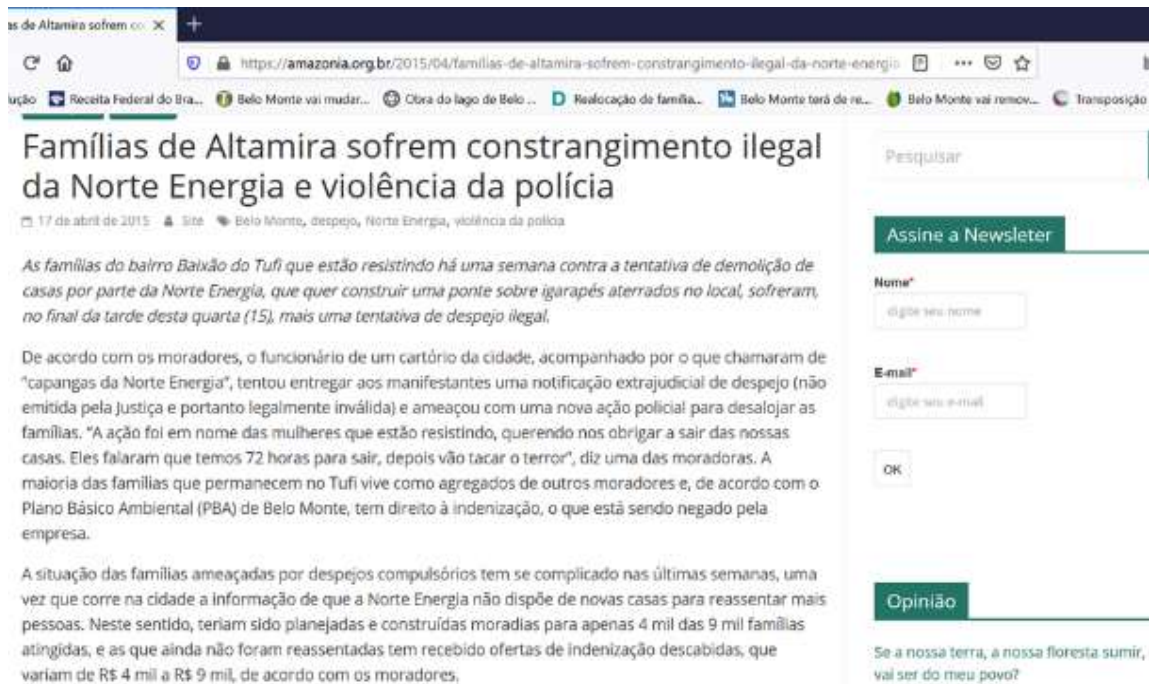 as de Altamira sofrem co
https://amazonia.org.br/2015/04/familias-de-altamira-sofrem-constrangimento-ilegal-da-norte-energia
ução Receita Federal do Bra... Belo Monte vai mudar... Obra do lago de Belo ... Realocação de família... Belo Monte terá de re... Belo Monte vai remov... Transposição
Famílias de Altamira sofrem constrangimento ilegal
da Norte Energia e violência da polícia
17 de abril de 2015 Site Belo Monte, despejo, Norte Energia, violência da polícia
As famílias do bairro Baixão do Tufi que estão resistindo há uma semana contra a tentativa de demolição de
casas por parte da Norte Energia, que quer construir uma ponte sobre igarapés aterrados no local, sofreram,
no final da tarde desta quarta (15), mais uma tentativa de despejo ilegal.
De acordo com os moradores, o funcionário de um cartório da cidade, acompanhado por o que chamaram de
"capangas da Norte Energia", tentou entregar aos manifestantes uma notificação extrajudicial de despejo (não
emitida pela Justiça e portanto legalmente inválida) e ameaçou com uma nova ação policial para desalojar as
famílias. "A ação foi em nome das mulheres que estão resistindo, querendo nos obrigar a sair das nossas
casas. Eles falaram que temos 72 horas para sair, depois vão tacar o terror", diz uma das moradoras. A
maioria das famílias que permanecem no Tufi vive como agregados de outros moradores e, de acordo com o
Plano Básico Ambiental (PBA) de Belo Monte, tem direito à indenização, o que está sendo negado pela
empresa.
A situação das famílias ameaçadas por despejos compulsórios tem se complicado nas últimas semanas, uma
vez que corre na cidade a informação de que a Norte Energia não dispõe de novas casas para reassentar mais
pessoas. Neste sentido, teriam sido planejadas e construídas moradias para apenas 4 mil das 9 mil famílias
atingidas, e as que ainda não foram reassentadas tem recebido ofertas de indenização descabidas, que
variam de R$ 4 mil a R$ 9 mil, de acordo com os moradores.
Pesquisar
Assine a Newsleter
Nome*
digite seu nome
E-mail*
digite seu e-mail
OK
Opinião
Se a nossa terra, a nossa floresta sumir,
vai ser do meu povo?